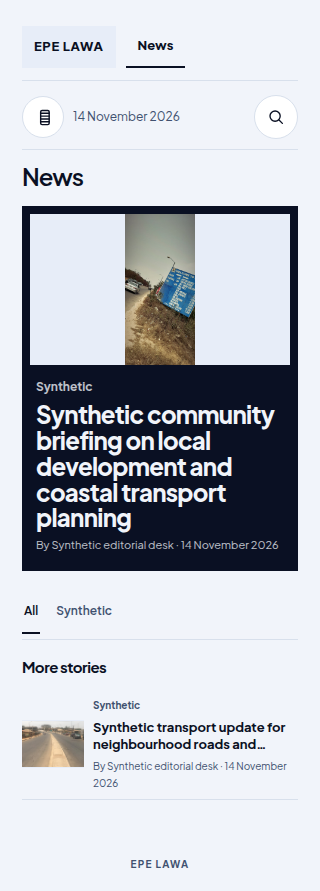 EPE LAWA
News
14 November 2026
News
Synthetic
Synthetic community
briefing on local
development and
coastal transport
planning
By Synthetic editorial desk · 14 November 2026
All
Synthetic
More stories
Synthetic
Synthetic transport update for
neighbourhood roads and…
By Synthetic editorial desk · 14 November
2026
EPE LAWA